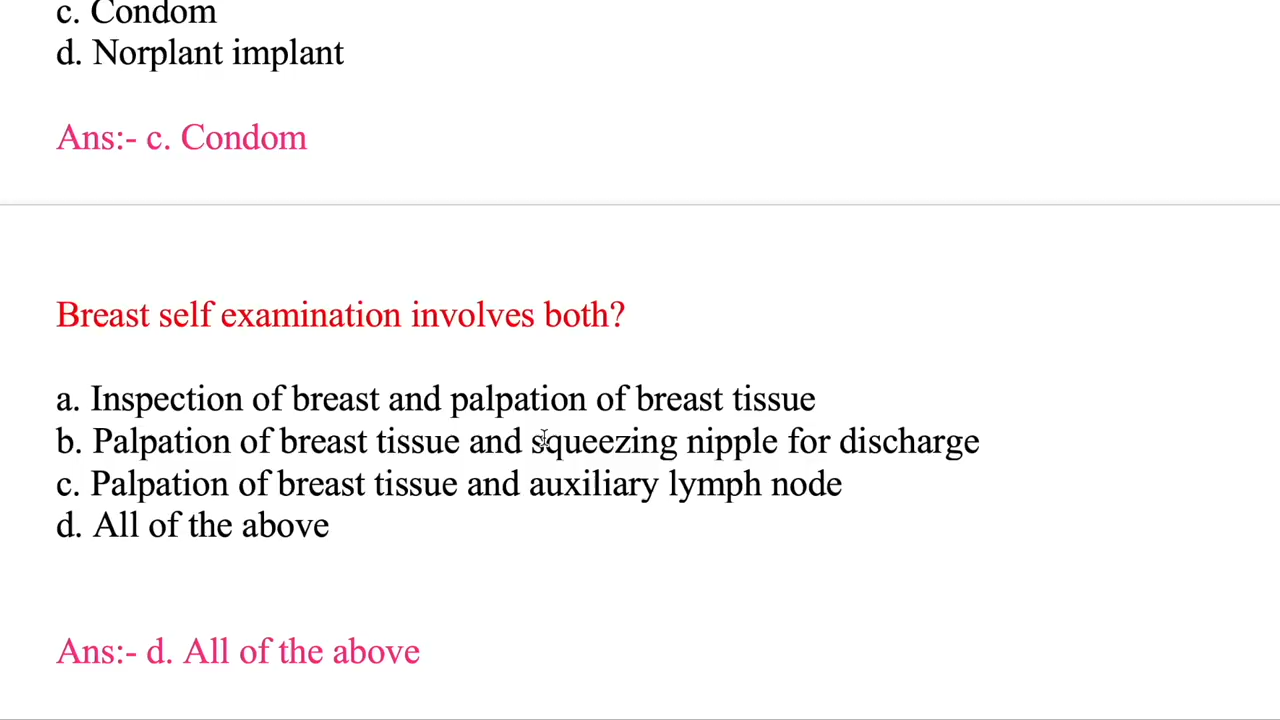 c. Condom
d. Norplant implant
Ans:- c. Condom
Breast self examination involves both?
a. Inspection of breast and palpation of breast tissue
b. Palpation of breast tissue and squeezing nipple for discharge
c. Palpation of breast tissue and auxiliary lymph node
d. All of the above
Ans:- d. All of the above